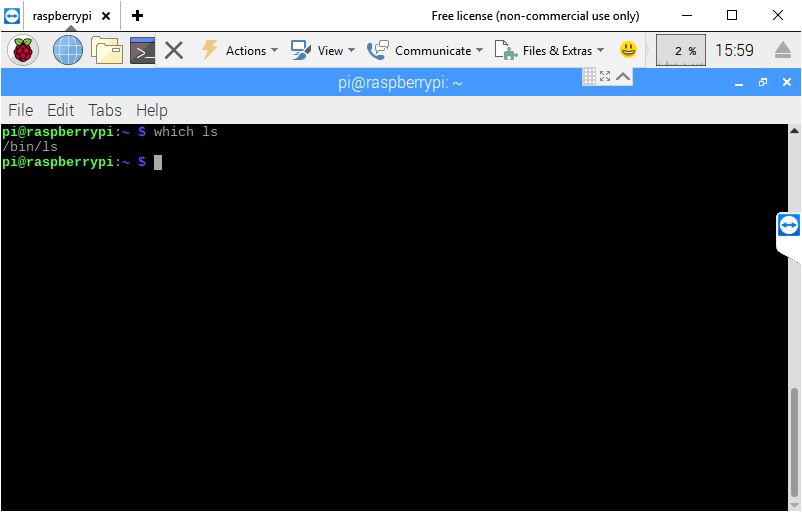 raspberrypi
Free license (non-commercial use only)
Actions View Communicate Files & Extras 2 % 15:59
pi@raspberrypi: ~
File Edit Tabs Help
pi@raspberrypi:~ $ which ls
/bin/ls
pi@raspberrypi:~ $